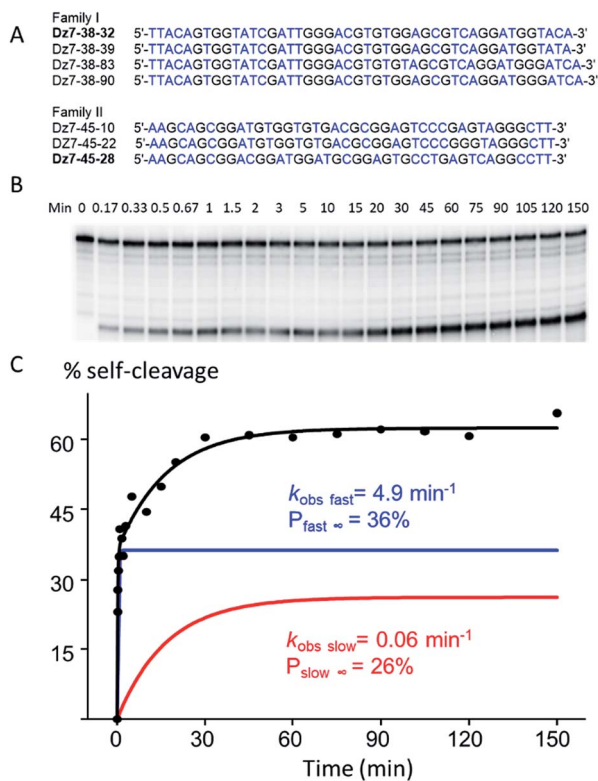 A
Family I
Dz7-38-32 5'-TTACAGTGGTATCGATTGGGACGTGTGGAGCGTCAGGATGGTACA-3'
Dz7-38-39 5'-TTACAGTGGTATCGATTGGGACGTGTGGAGCGTCAGGATGGTATA-3'
Dz7-38-83 5'-TTACAGTGGTATCGATTGGGACGTGTAGAGCGTCAGGATGGGATCA-3'
Dz7-38-90 5'-TTACAGTGGTATCGATTGGGACGTGTGGAGCGTCAGGATGGGATCA-3'
Family II
Dz7-45-10 5'-AAGCAGCGGATGTGGTGTGACGCGGAGTCCCGAGTAGGGCTT-3'
DZ7-45-22 5'-AAGCAGCGGATGTGGTGTGACGCGGAGTCCCGGGTAGGGCTT-3'
Dz7-45-28 5'-AAGCAGCGGACGGATGGATGCGGAGTGCCTGAGTCAGGCCTT-3'
B
Min 0 0.17 0.33 0.5 0.67 1 1.5 2 3 5 10 15 20 30 45 60 75 90 105 120 150
C
% self-cleavage
60
45
30
15
k obs fast = 4.9 min-1
P fast ∞ = 36%
k obs slow = 0.06 min-1
P slow ∞ = 26%
0 30 60 90 120 150
Time (min)